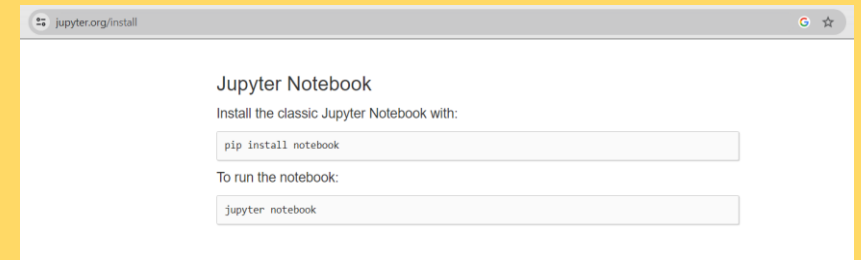 jupyter.org/install
Jupyter Notebook
Install the classic Jupyter Notebook with:
pip install notebook
To run the notebook:
jupyter notebook